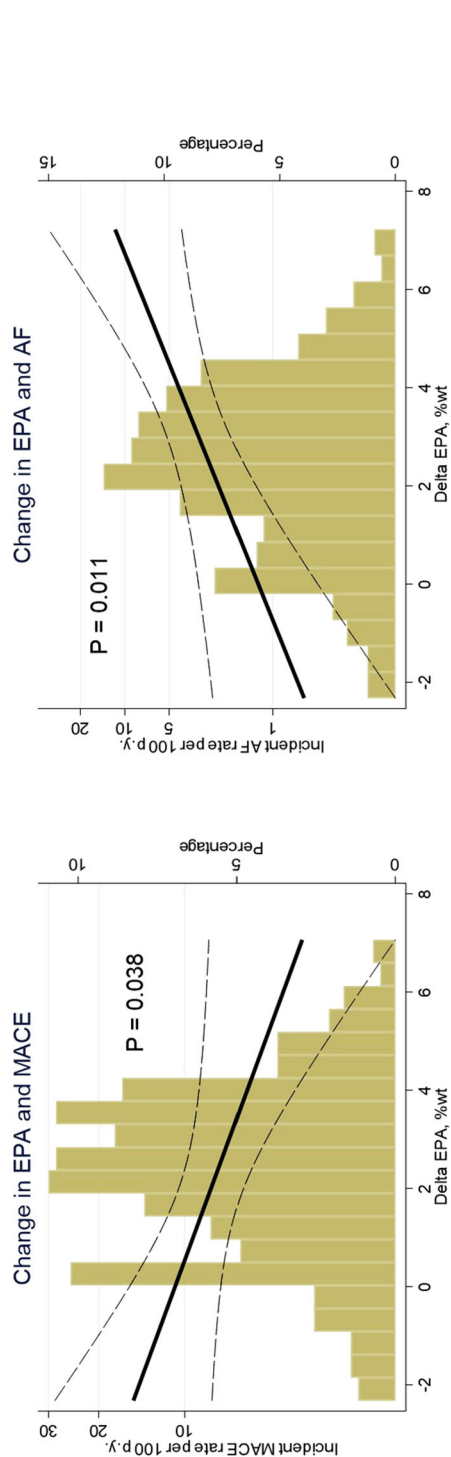 Change in EPA and MACE
P = 0.038
Incident MACE rate per 100 p.y.
30
20
10
Percentage
10
5
0
-2
0
2
4
6
8
Delta EPA, %wt
Change in EPA and AF
P = 0.011
Incident AF rate per 100 p.y.
20
10
5
1
Percentage
15
10
5
0
-2
0
2
4
6
8
Delta EPA, %wt